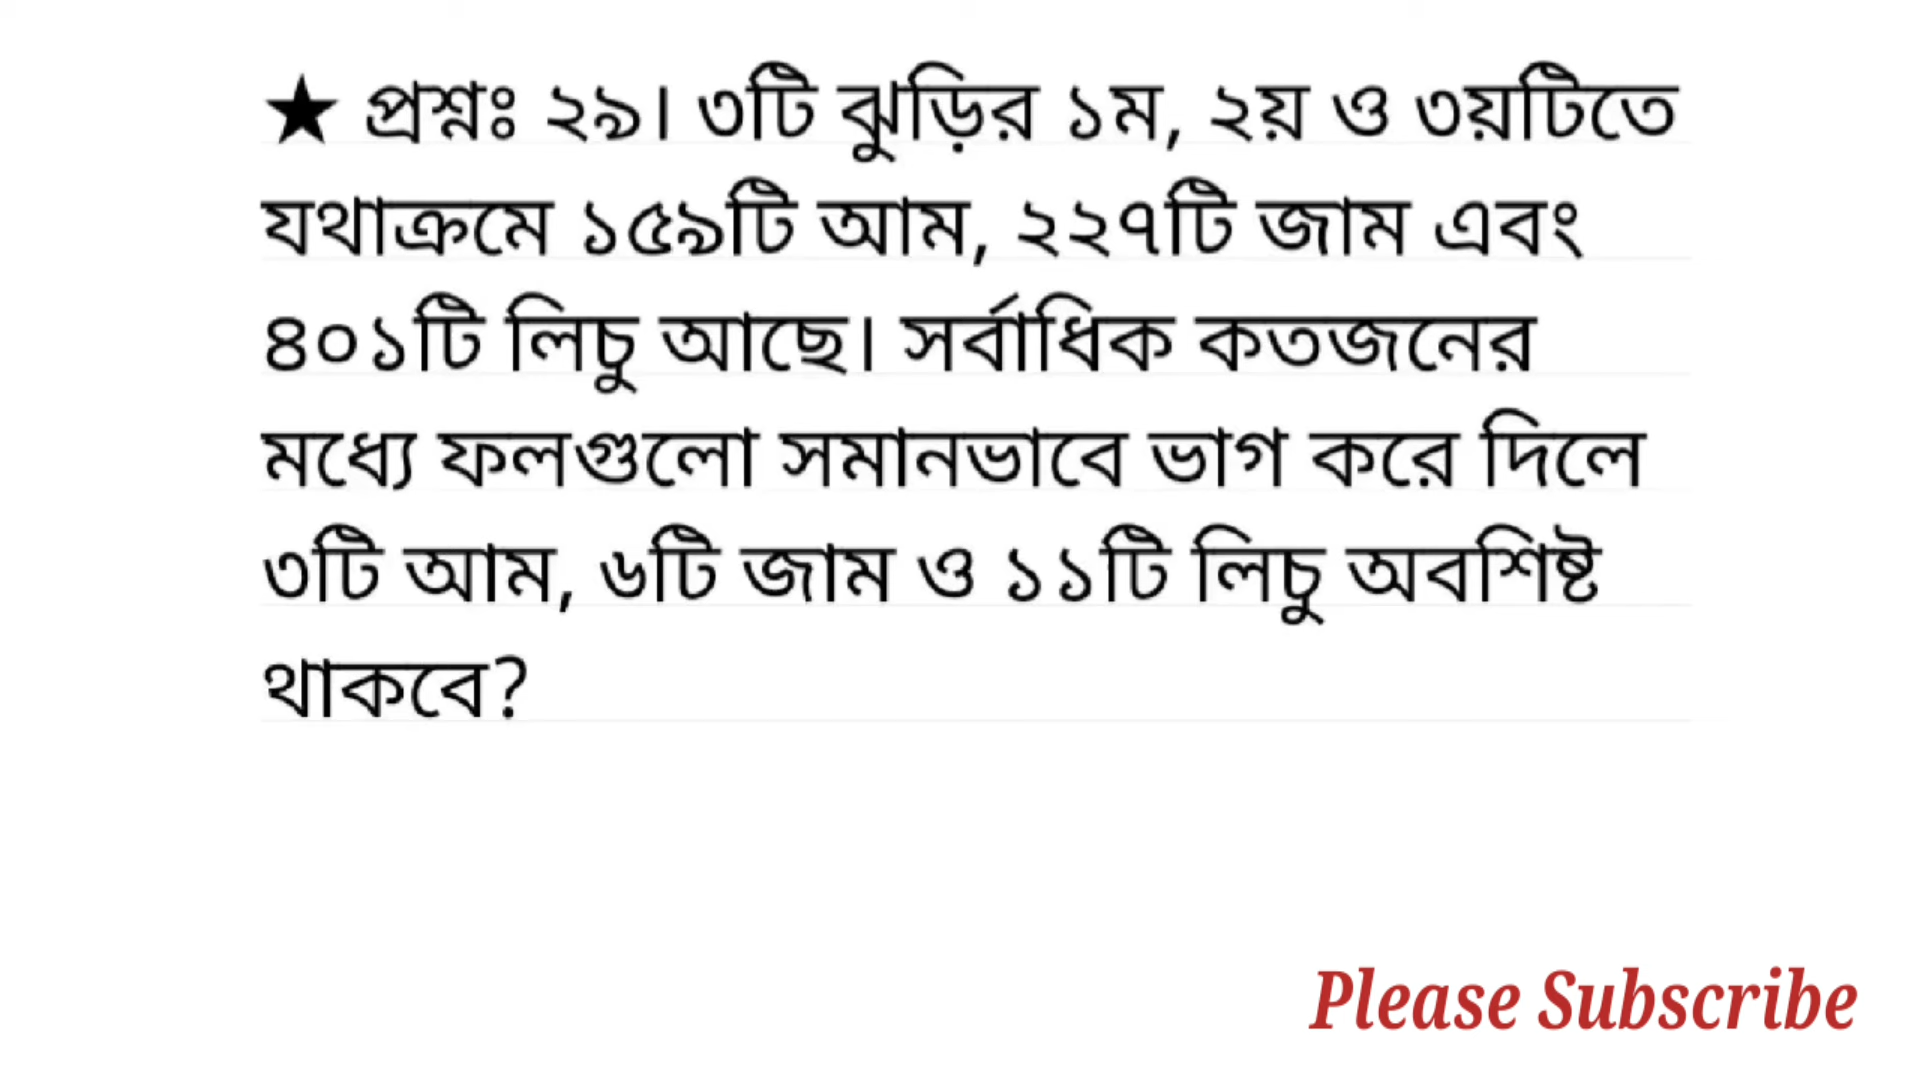 ★ প্রশ্নঃ ২৯। ৩টি ঝুড়ির ১ম, ২য় ও ৩য়টিতে
যথাক্রমে ১৫৯টি আম, ২২৭টি জাম এবং
৪০১টি লিচু আছে। সর্বাধিক কতজনের
মধ্যে ফলগুলো সমানভাবে ভাগ করে দিলে
৩টি আম, ৬টি জাম ও ১১টি লিচু অবশিষ্ট
থাকবে?
Please Subscribe